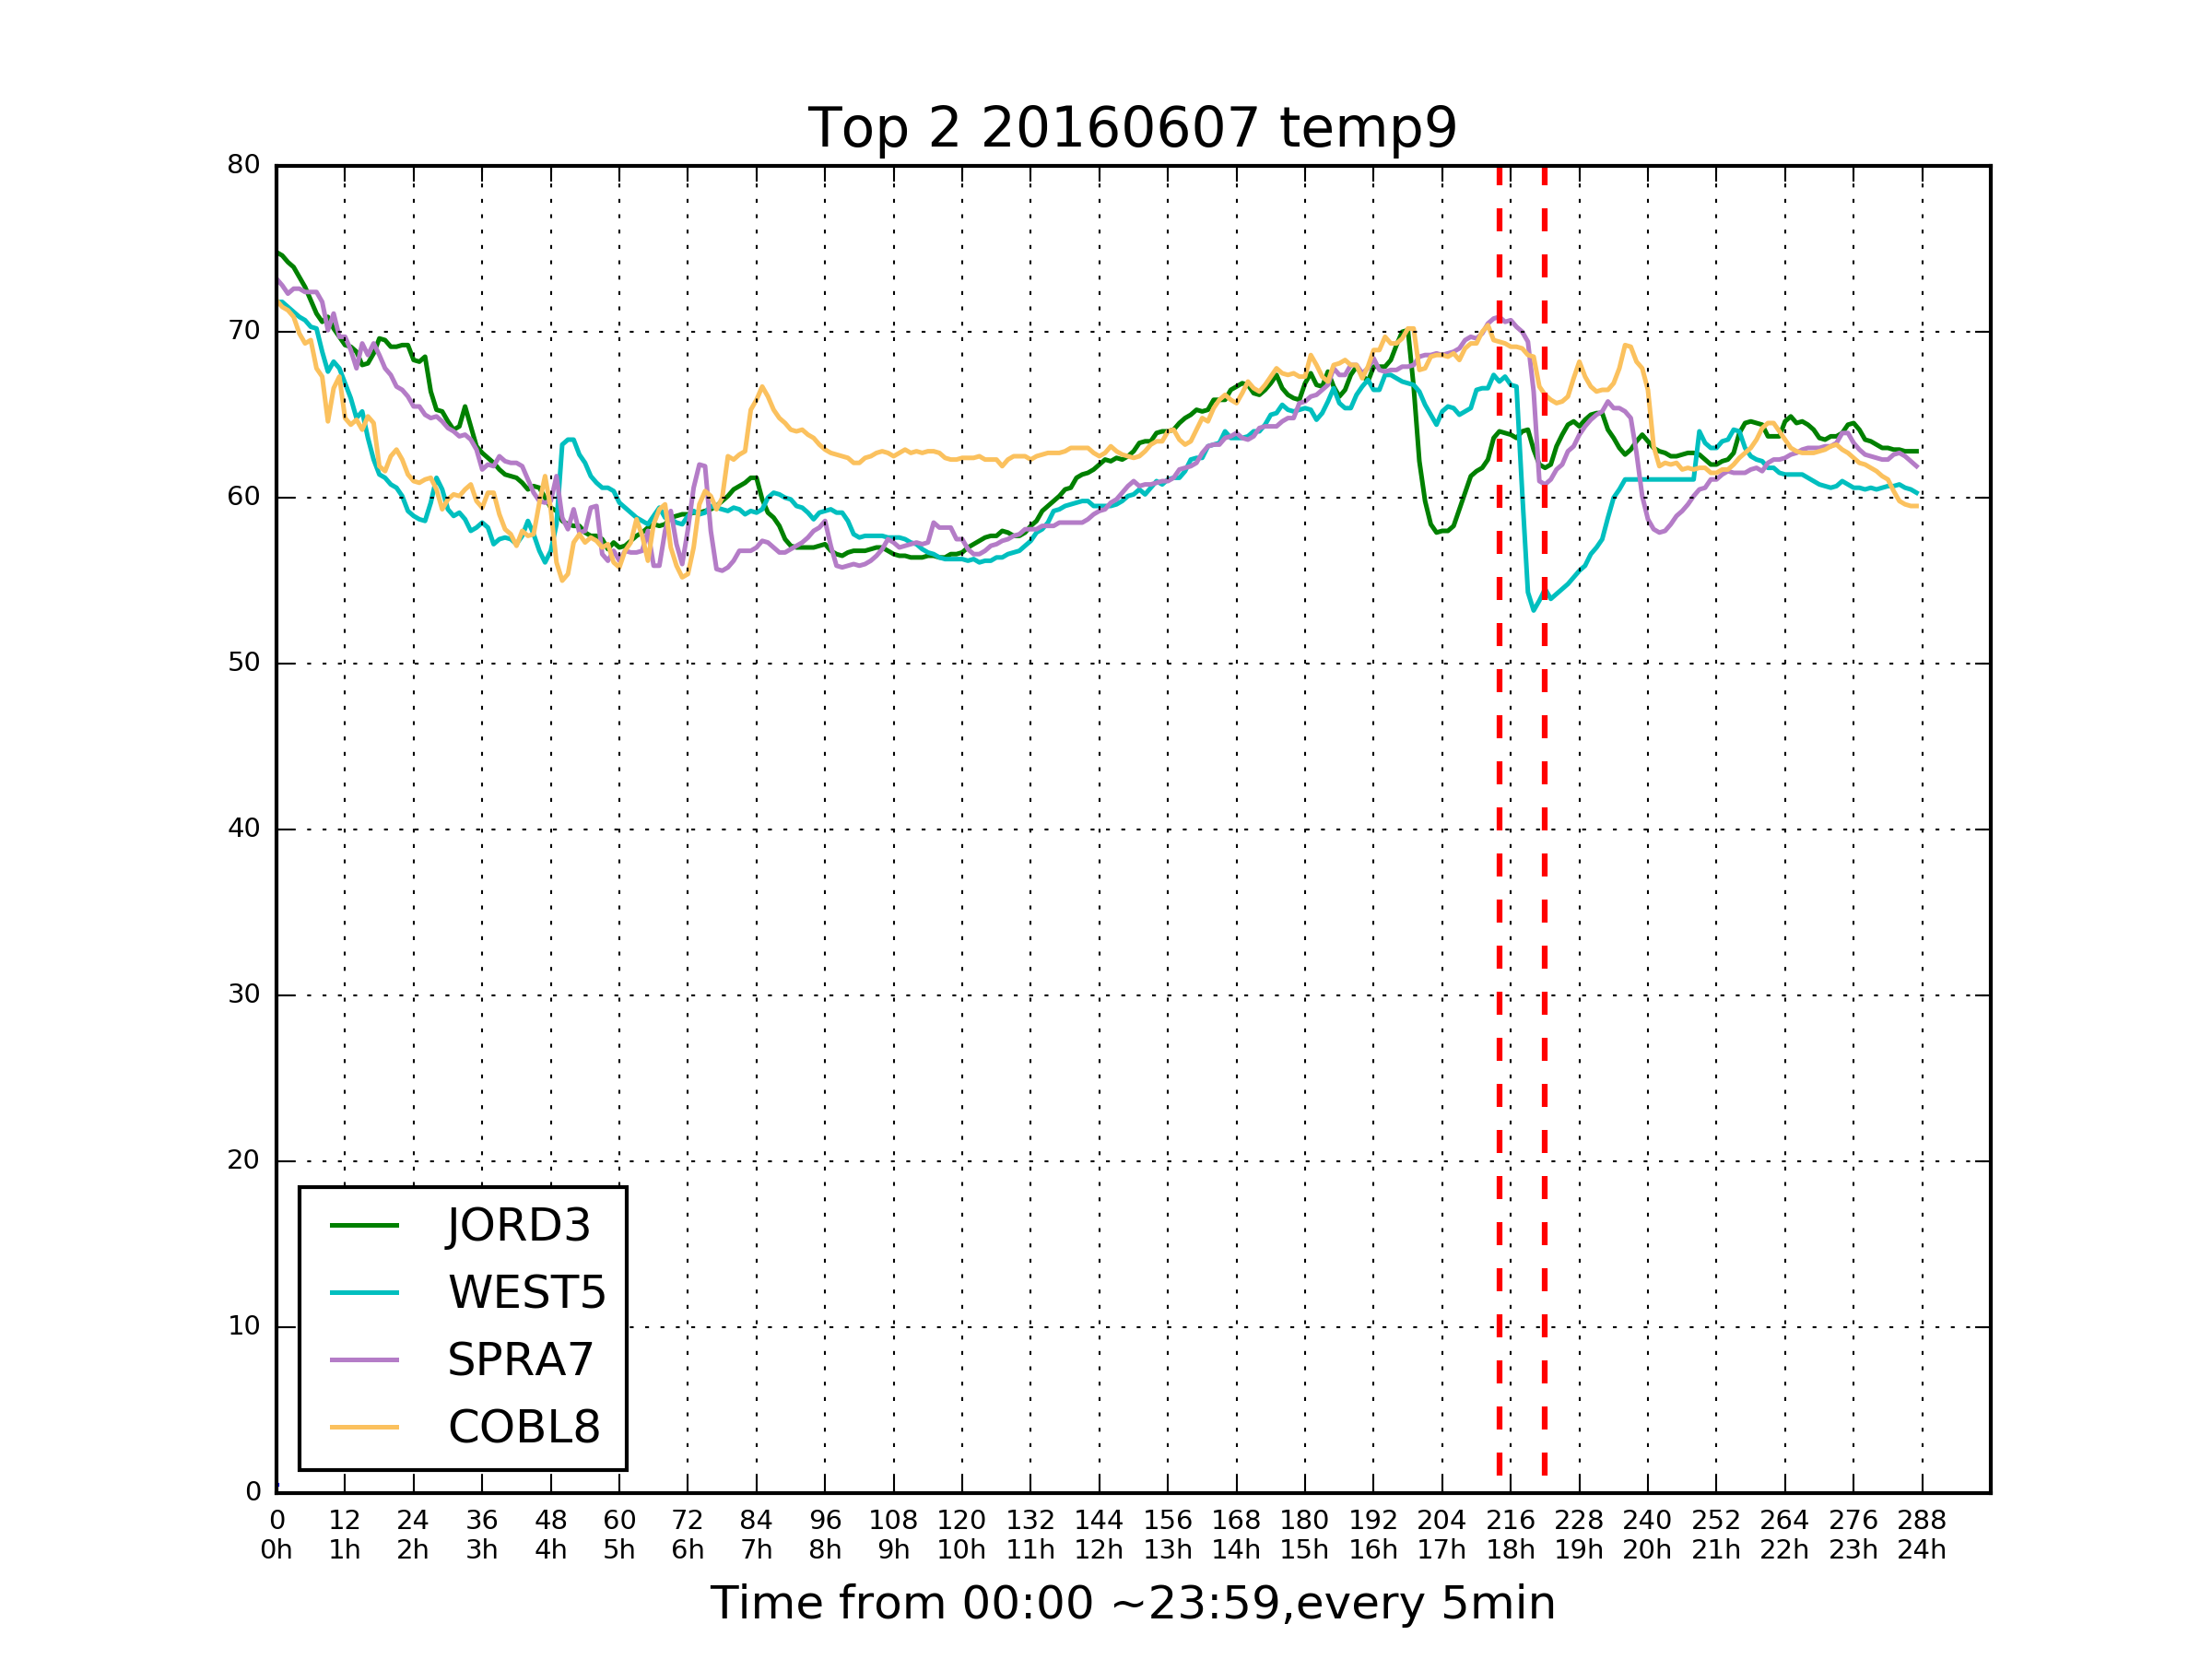 Top 2 20160607 temp9
80
70
60
50
40
30
20
10
0
JORD3
WEST5
SPRA7
COBL8
0 12 24 36 48 60 72 84 96 108 120 132 144 156 168 180 192 204 216 228 240 252 264 276 288
0h 1h 2h 3h 4h 5h 6h 7h 8h 9h 10h 11h 12h 13h 14h 15h 16h 17h 18h 19h 20h 21h 22h 23h 24h
Time from 00:00 ~23:59,every 5min